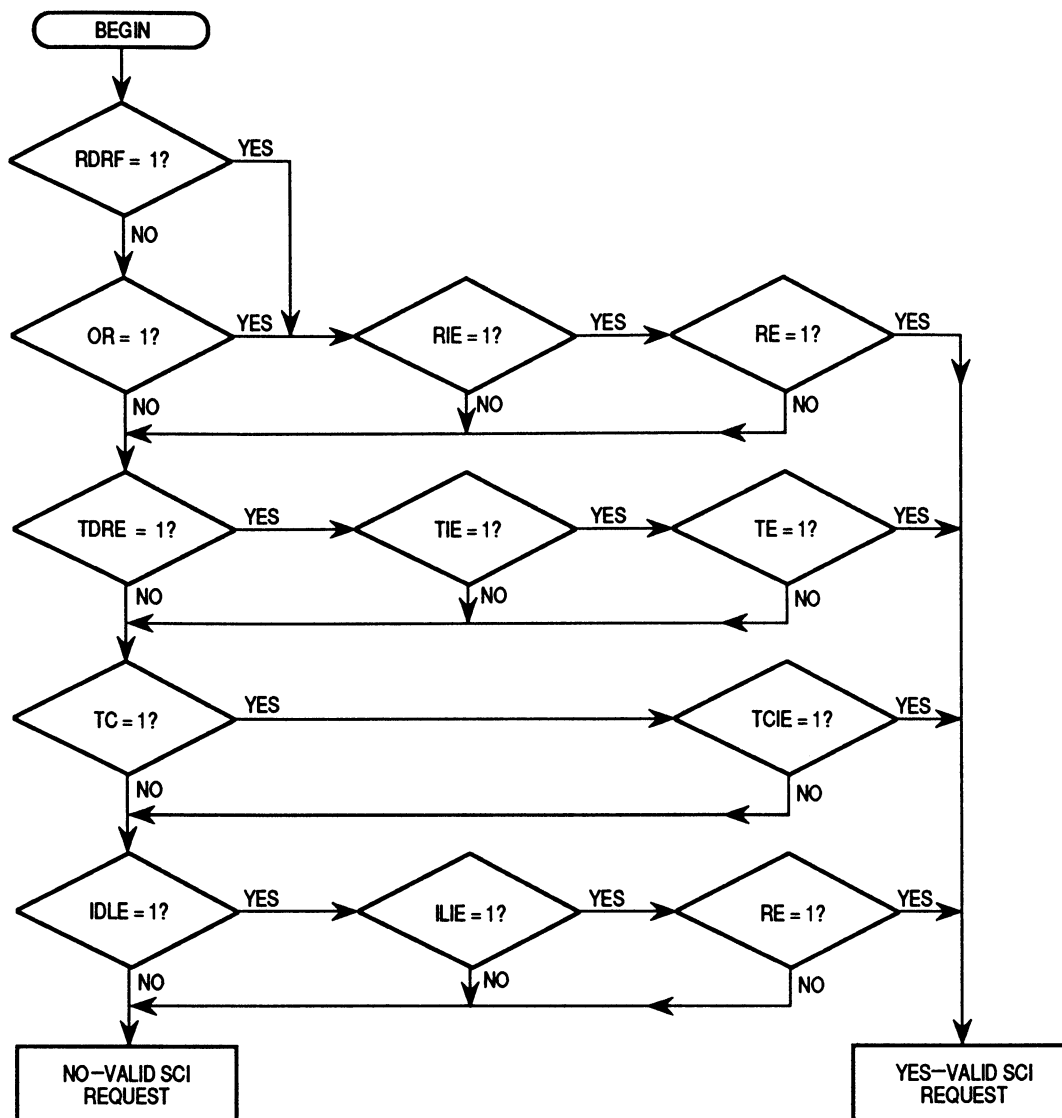 BEGIN
RDRF = 1?
YES
NO
OR = 1?
YES
RIE = 1?
YES
RE = 1?
YES
NO
NO
NO
TDRE = 1?
YES
TIE = 1?
YES
TE = 1?
YES
NO
NO
NO
TC = 1?
YES
TCIE = 1?
YES
NO
NO
IDLE = 1?
YES
ILIE = 1?
YES
RE = 1?
YES
NO
NO
NO
NO–VALID SCI
REQUEST
YES–VALID SCI
REQUEST